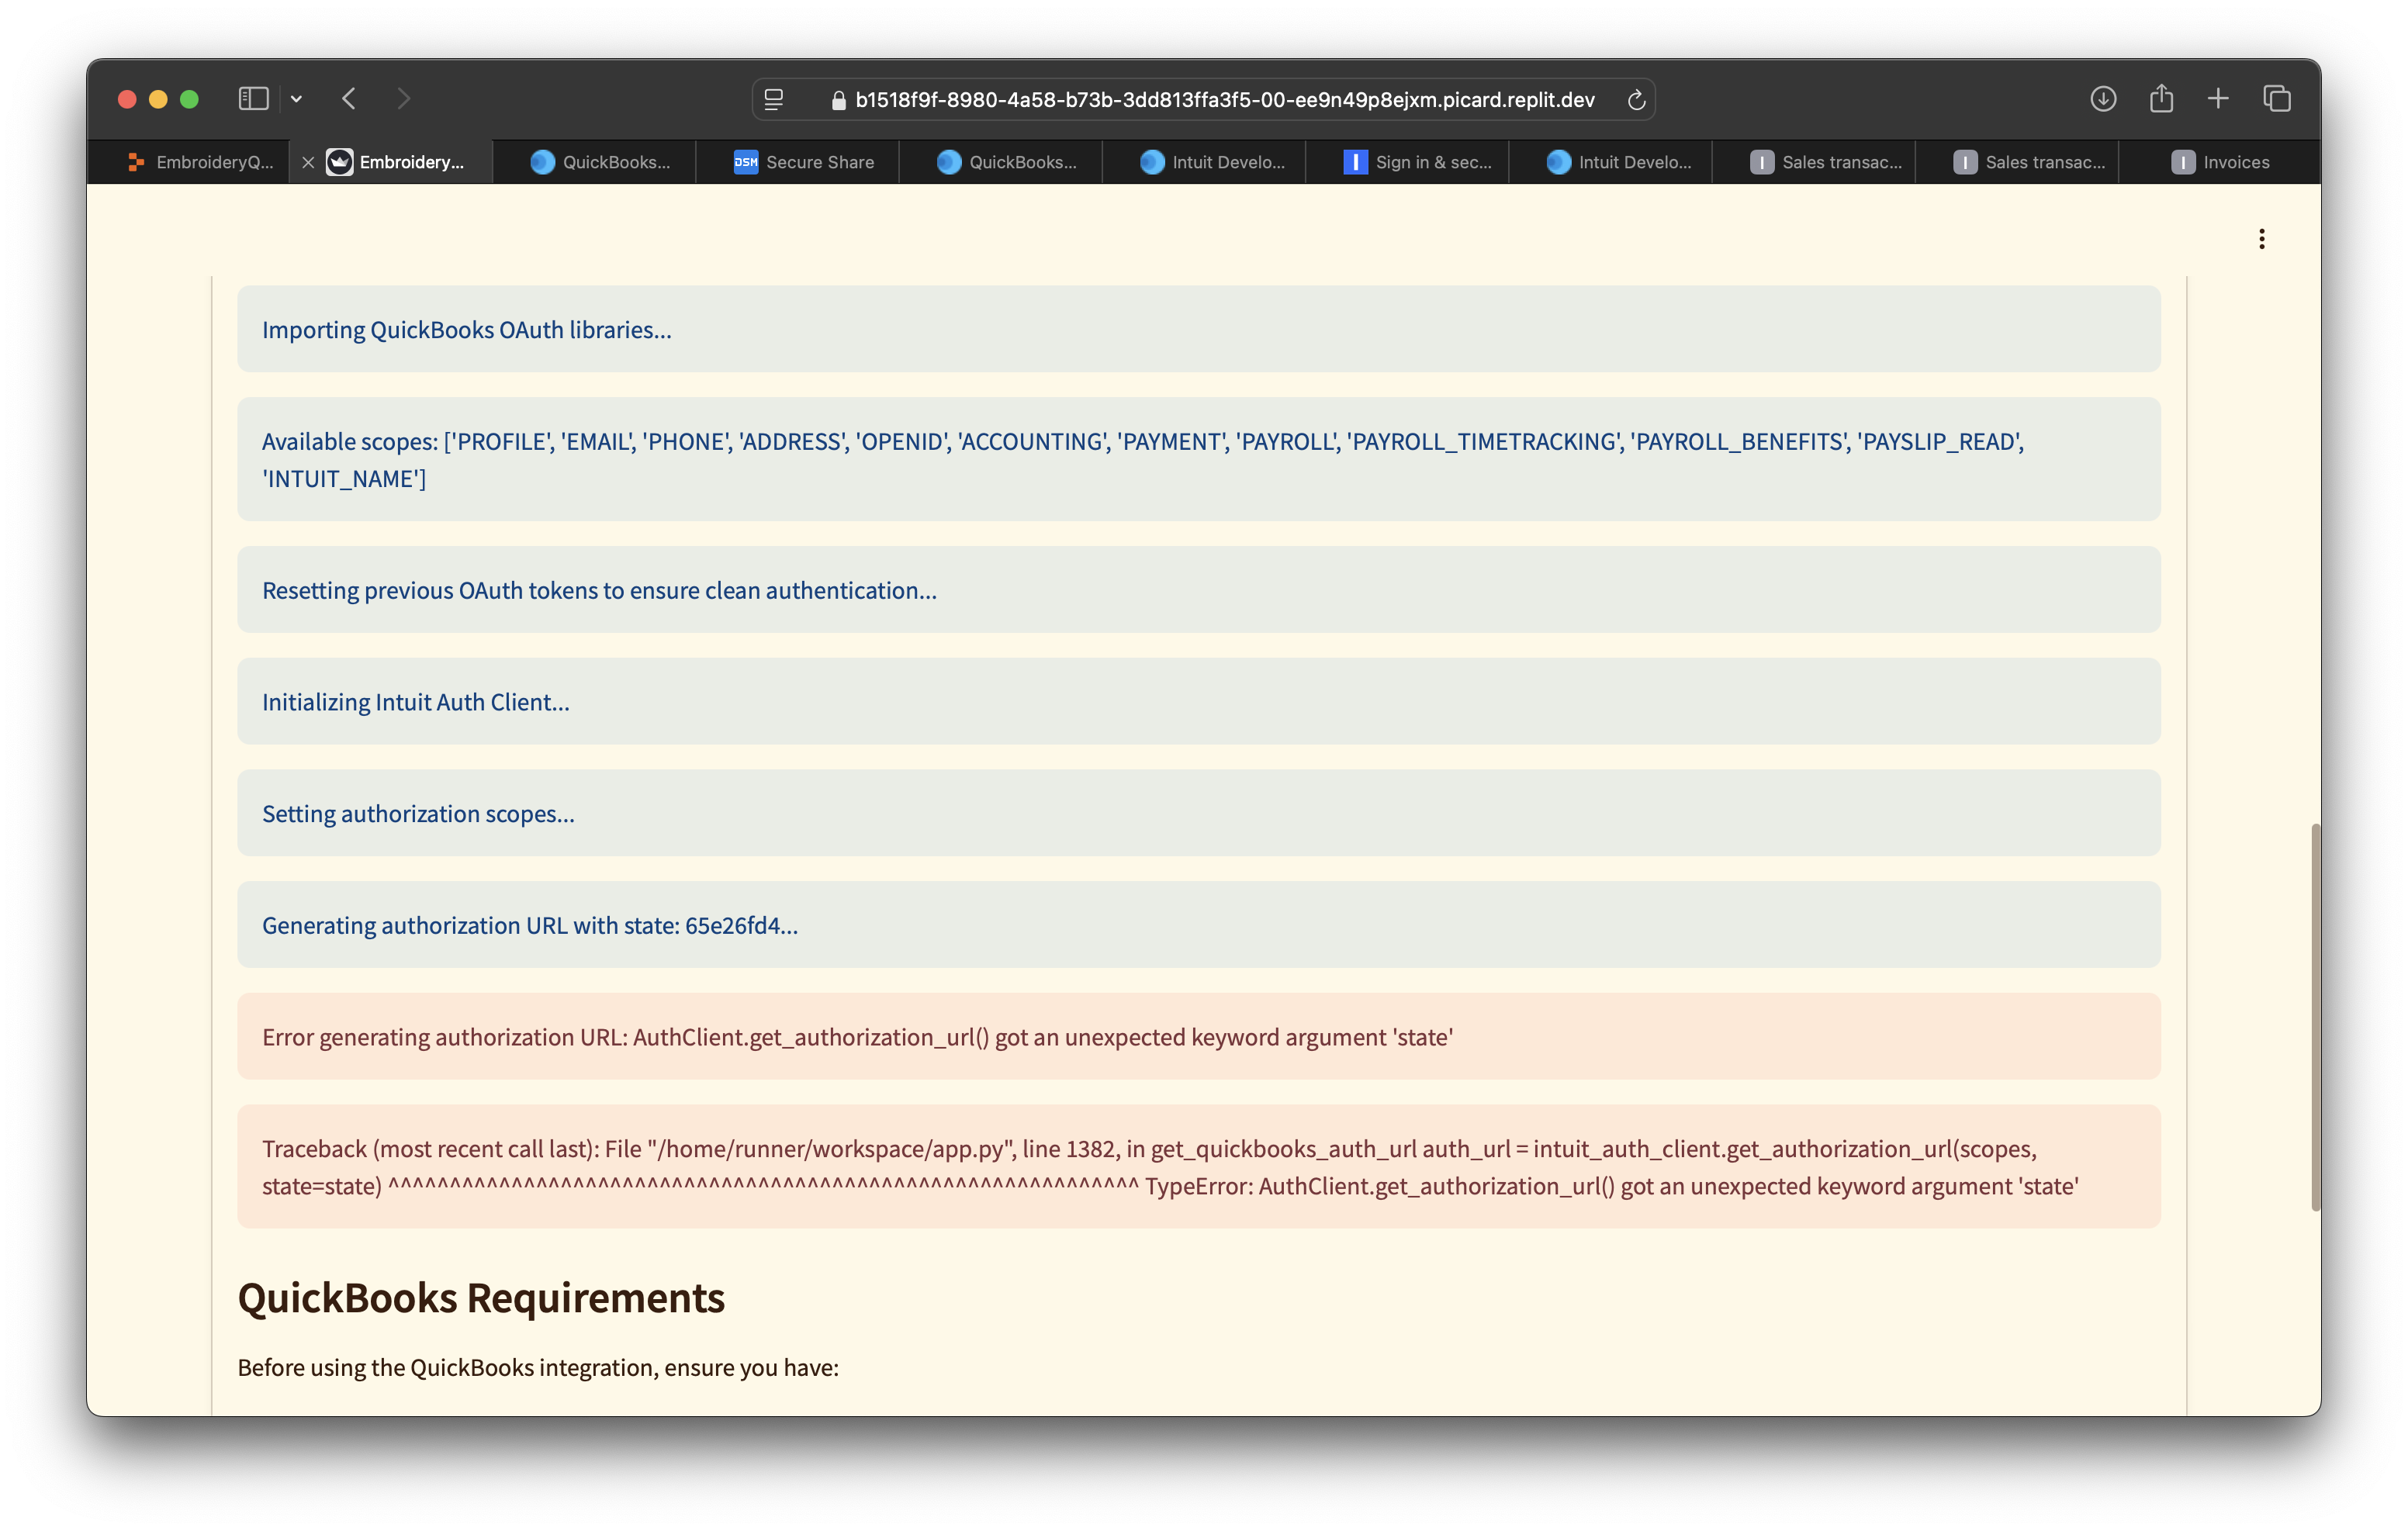 b1518f9f-8980-4a58-b73b-3dd813ffa3f5-00-ee9n49p8ejxm.picard.replit.dev
EmbroideryQ...
Embroidery...
QuickBooks...
DSM
Secure Share
QuickBooks...
Intuit Develo...
I
Sign in & sec...
Intuit Develo...
I
Sales transac...
I
Sales transac...
I
Invoices
Importing QuickBooks OAuth libraries...
Available scopes: ['PROFILE', 'EMAIL', 'PHONE', 'ADDRESS', 'OPENID', 'ACCOUNTING', 'PAYMENT', 'PAYROLL', 'PAYROLL_TIMETRACKING', 'PAYROLL_BENEFITS', 'PAYSLIP_READ',
'INTUIT_NAME']
Resetting previous OAuth tokens to ensure clean authentication...
Initializing Intuit Auth Client...
Setting authorization scopes...
Generating authorization URL with state: 65e26fd4...
Error generating authorization URL: AuthClient.get_authorization_url() got an unexpected keyword argument 'state'
Traceback (most recent call last): File "/home/runner/workspace/app.py", line 1382, in get_quickbooks_auth_url auth_url = intuit_auth_client.get_authorization_url(scopes,
state=state) ^^^^^^^^^^^^^^^^^^^^^^^^^^^^^^^^^^^^^^^^^^^^^^^^^^^^^^^^^^^^^ TypeError: AuthClient.get_authorization_url() got an unexpected keyword argument 'state'
QuickBooks Requirements
Before using the QuickBooks integration, ensure you have: